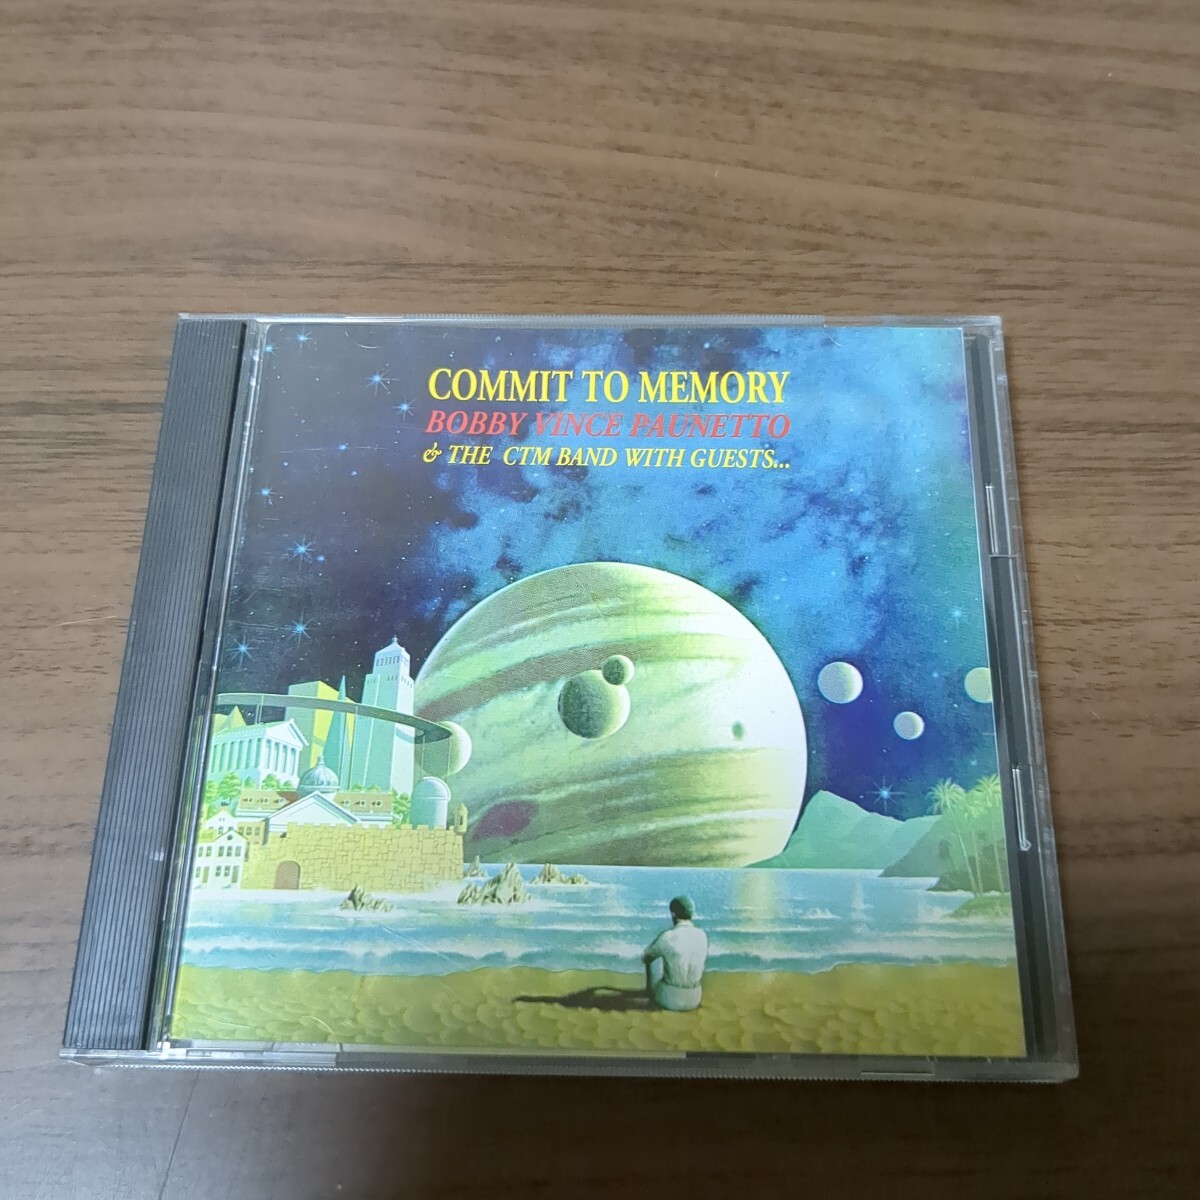 COMMIT TO MEMORY
BOBBY VINCE PAUNETTO
& THE CTM BAND WITH GUESTS...